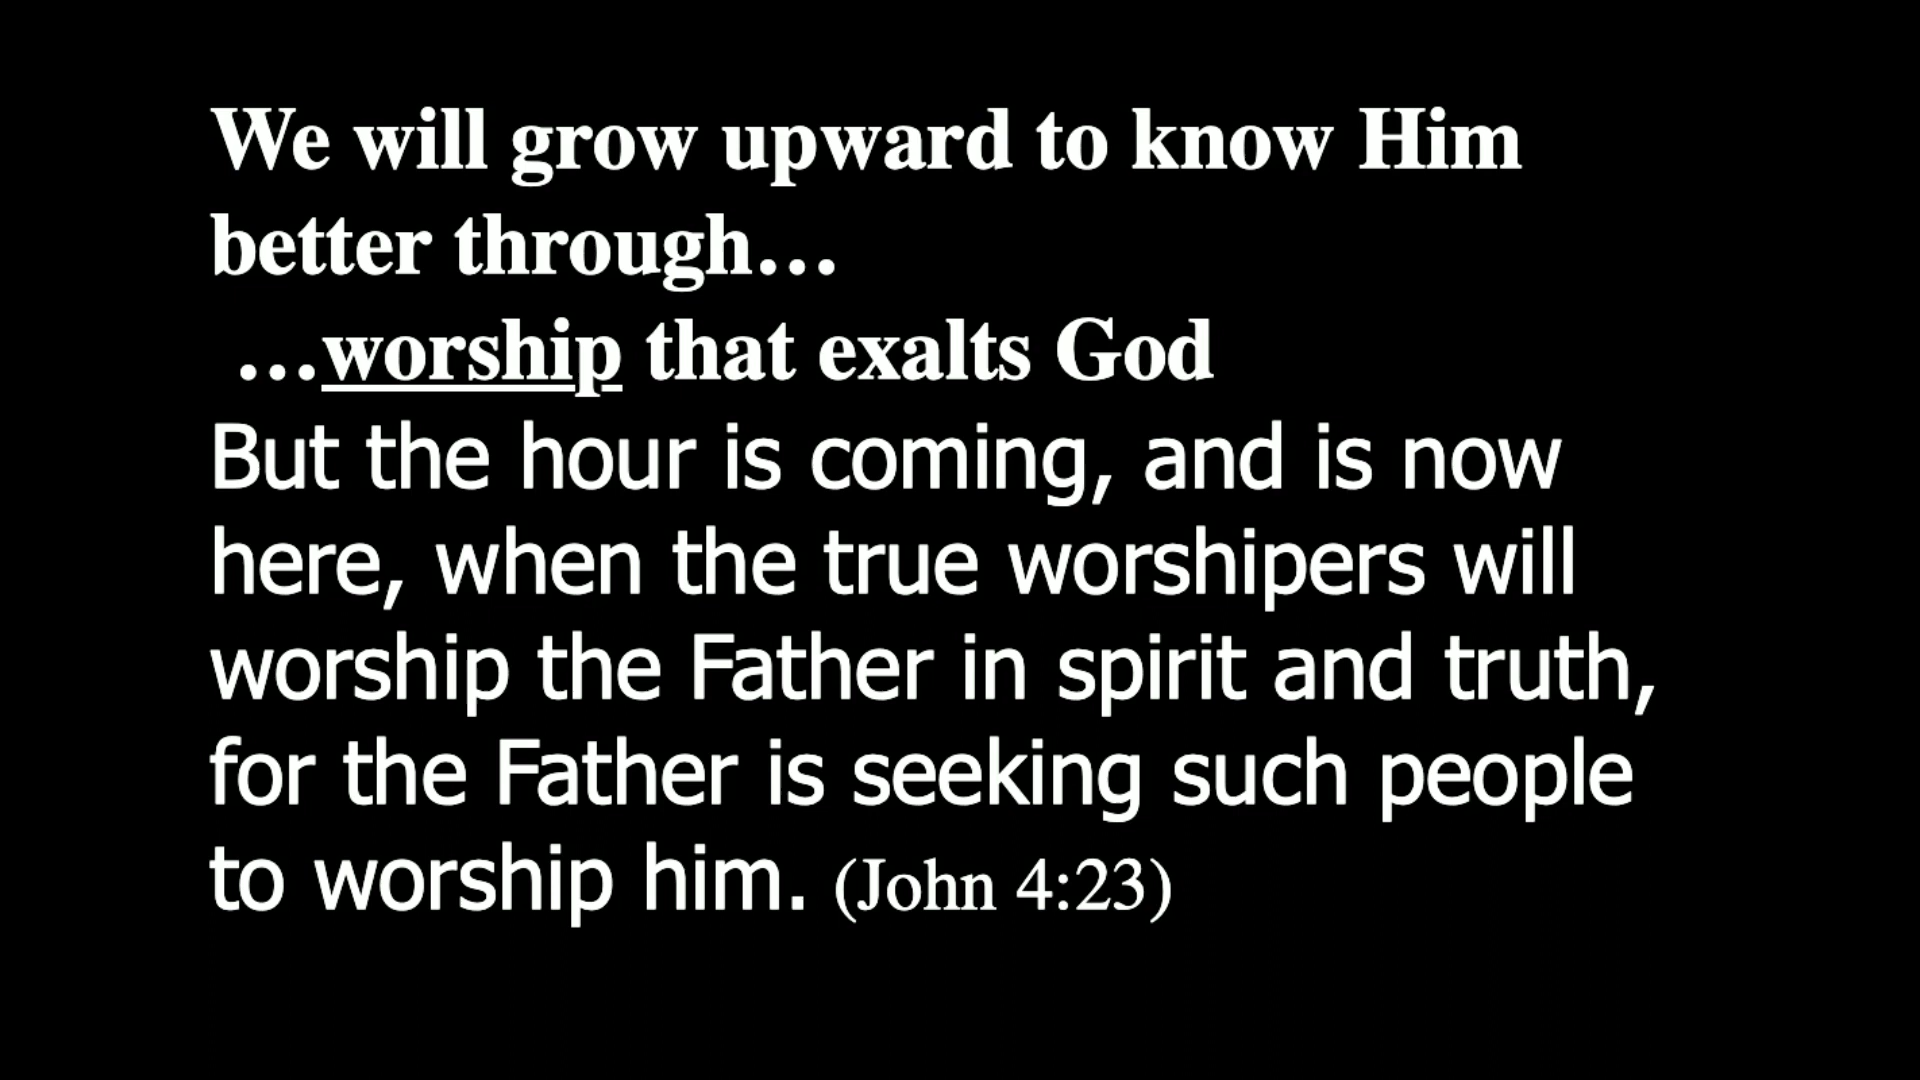 We will grow upward to know Him
better through…
…worship that exalts God
But the hour is coming, and is now
here, when the true worshipers will
worship the Father in spirit and truth,
for the Father is seeking such people
to worship him. (John 4:23)